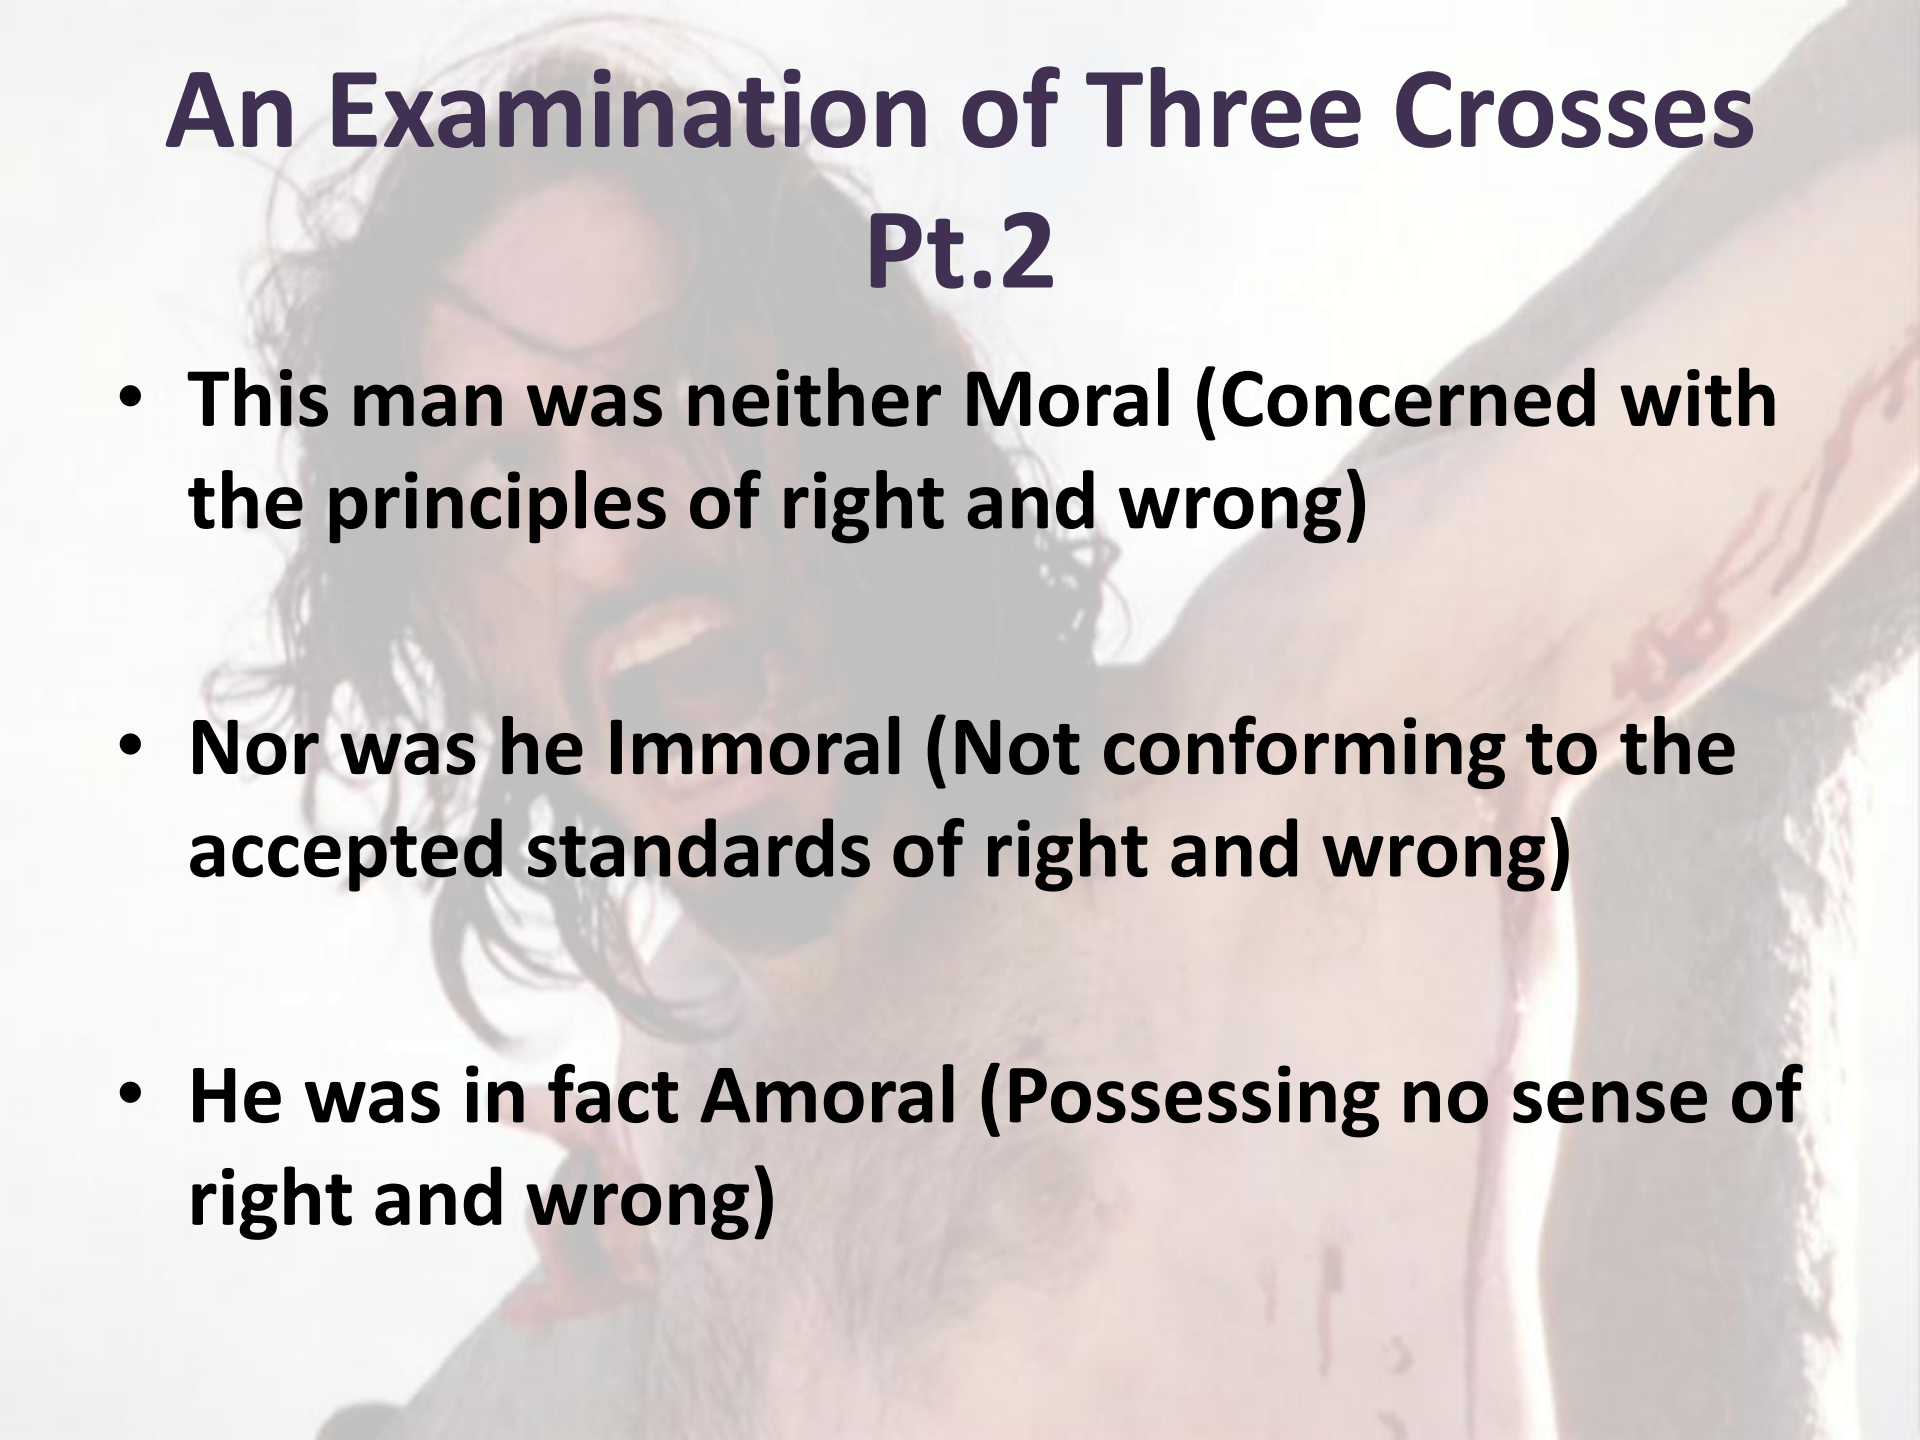 An Examination of Three Crosses
Pt.2
• This man was neither Moral (Concerned with
the principles of right and wrong)
• Nor was he Immoral (Not conforming to the
accepted standards of right and wrong)
• He was in fact Amoral (Possessing no sense of
right and wrong)